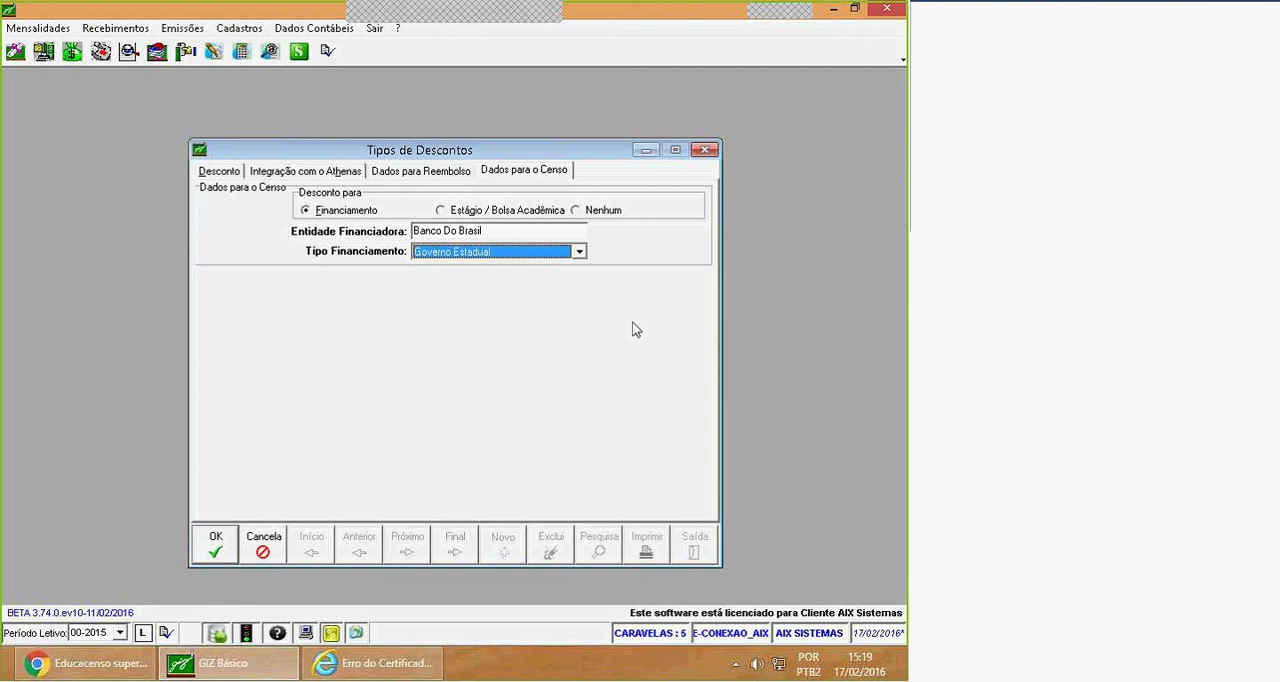 Mensalidades Recebimentos Emissões Cadastros Dados Contábeis Sair ?
Tipos de Descontos
Desconto Integração com o Athenas Dados para Reembolso Dados para o Censo
Dados para o Censo
Desconto para
Financiamento Estágio / Bolsa Acadêmica Nenhum
Entidade Financiadora: Banco Do Brasil
Tipo Financiamento: Governo Estadual
OK Cancela Início Anterior Próximo Final Novo Exclui Pesquisa Imprimir Saída
BETA 3.74.0.ev10-11/02/2016 Este software está licenciado para Cliente AIX Sistemas
Período Letivo: 00-2015 L CARAVELAS : 5 E-CONEXAO_AIX AIX SISTEMAS 17/02/2016*
Educacenso super... GIZ Básico Erro do Certificad... POR 15:19
PTB2 17/02/2016